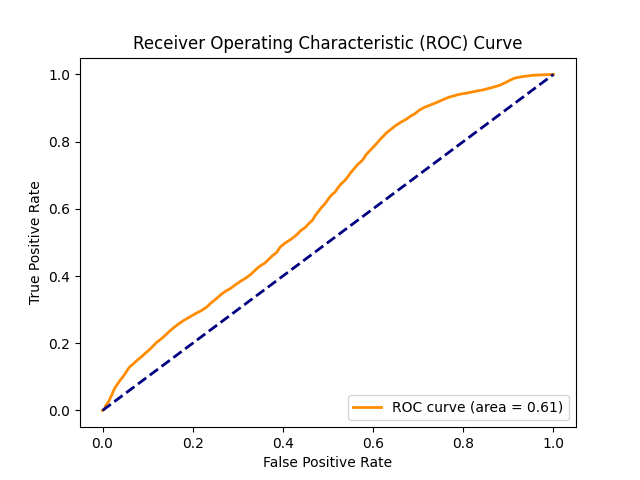 Receiver Operating Characteristic (ROC) Curve
1.0
0.8
0.6
0.4
0.2
0.0
True Positive Rate
ROC curve (area = 0.61)
0.0 0.2 0.4 0.6 0.8 1.0
False Positive Rate